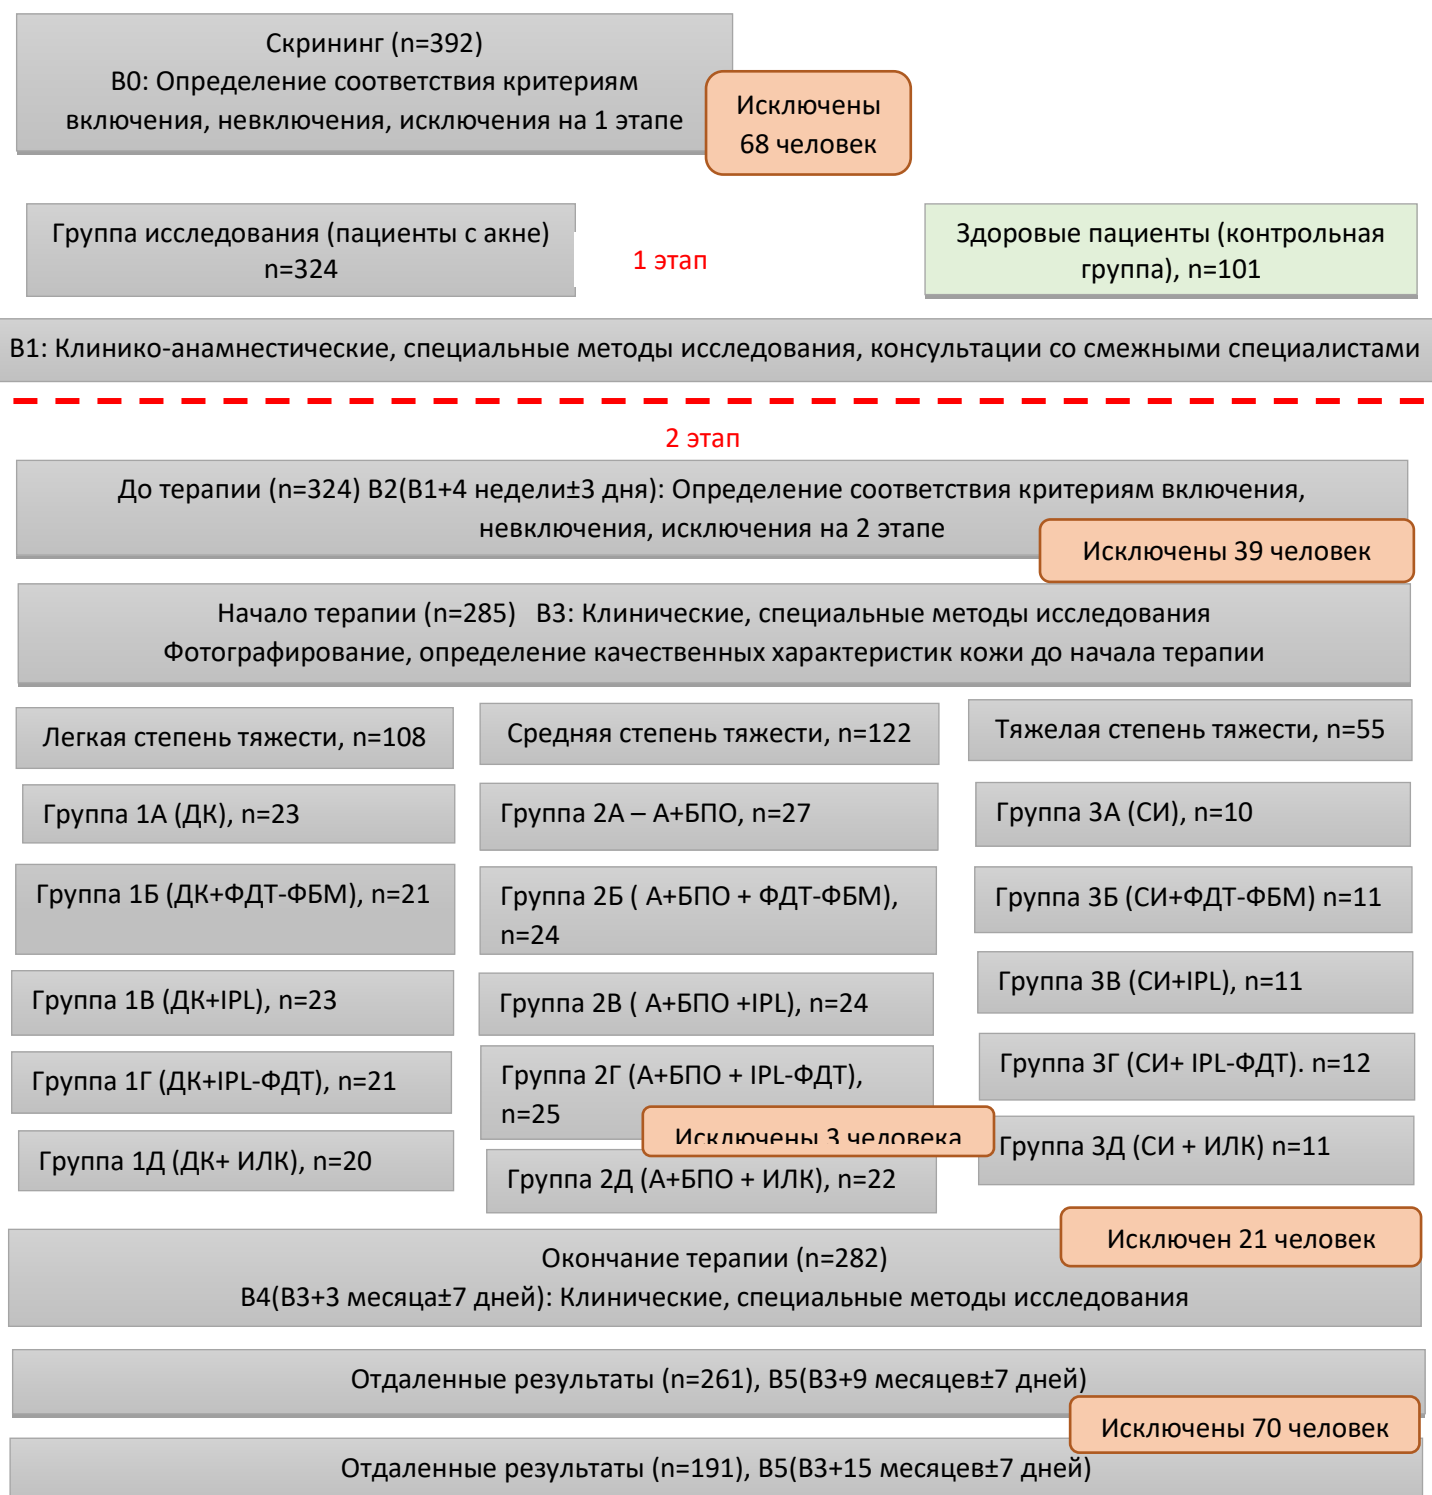 Скрининг (n=392)
В0: Определение соответствия критериям
включения, невключения, исключения на 1 этапе
Исключены
68 человек
Группа исследования (пациенты с акне)
n=324
1 этап
Здоровые пациенты (контрольная
группа), n=101
В1: Клинико-анамнестические, специальные методы исследования, консультации со смежными специалистами
2 этап
До терапии (n=324) В2(В1+4 недели±3 дня): Определение соответствия критериям включения,
невключения, исключения на 2 этапе
Исключены 39 человек
Начало терапии (n=285) В3: Клинические, специальные методы исследования
Фотографирование, определение качественных характеристик кожи до начала терапии
Легкая степень тяжести, n=108
Средняя степень тяжести, n=122
Тяжелая степень тяжести, n=55
Группа 1А (ДК), n=23
Группа 2А – А+БПО, n=27
Группа 3А (СИ), n=10
Группа 1Б (ДК+ФДТ-ФБМ), n=21
Группа 2Б ( А+БПО + ФДТ-ФБМ),
n=24
Группа 3Б (СИ+ФДТ-ФБМ) n=11
Группа 1В (ДК+IPL), n=23
Группа 2В ( А+БПО +IPL), n=24
Группа 3В (СИ+IPL), n=11
Группа 1Г (ДК+IPL-ФДТ), n=21
Группа 2Г (А+БПО + IPL-ФДТ),
n=25
Группа 3Г (СИ+ IPL-ФДТ). n=12
Исключены 3 человека
Группа 1Д (ДК+ ИЛК), n=20
Группа 2Д (А+БПО + ИЛК), n=22
Группа 3Д (СИ + ИЛК) n=11
Исключен 21 человек
Окончание терапии (n=282)
В4(В3+3 месяца±7 дней): Клинические, специальные методы исследования
Отдаленные результаты (n=261), В5(В3+9 месяцев±7 дней)
Исключены 70 человек
Отдаленные результаты (n=191), В5(В3+15 месяцев±7 дней)